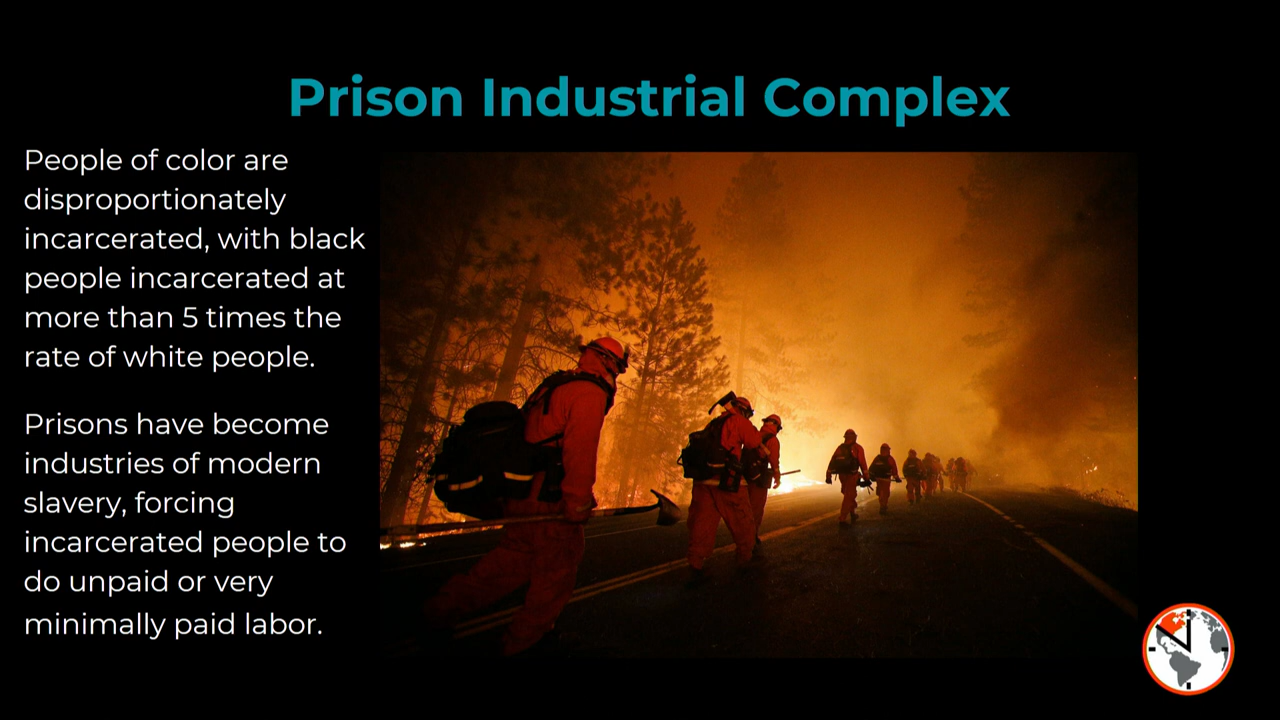 Prison Industrial Complex
People of color are
disproportionately
incarcerated, with black
people incarcerated at
more than 5 times the
rate of white people.
Prisons have become
industries of modern
slavery, forcing
incarcerated people to
do unpaid or very
minimally paid labor.